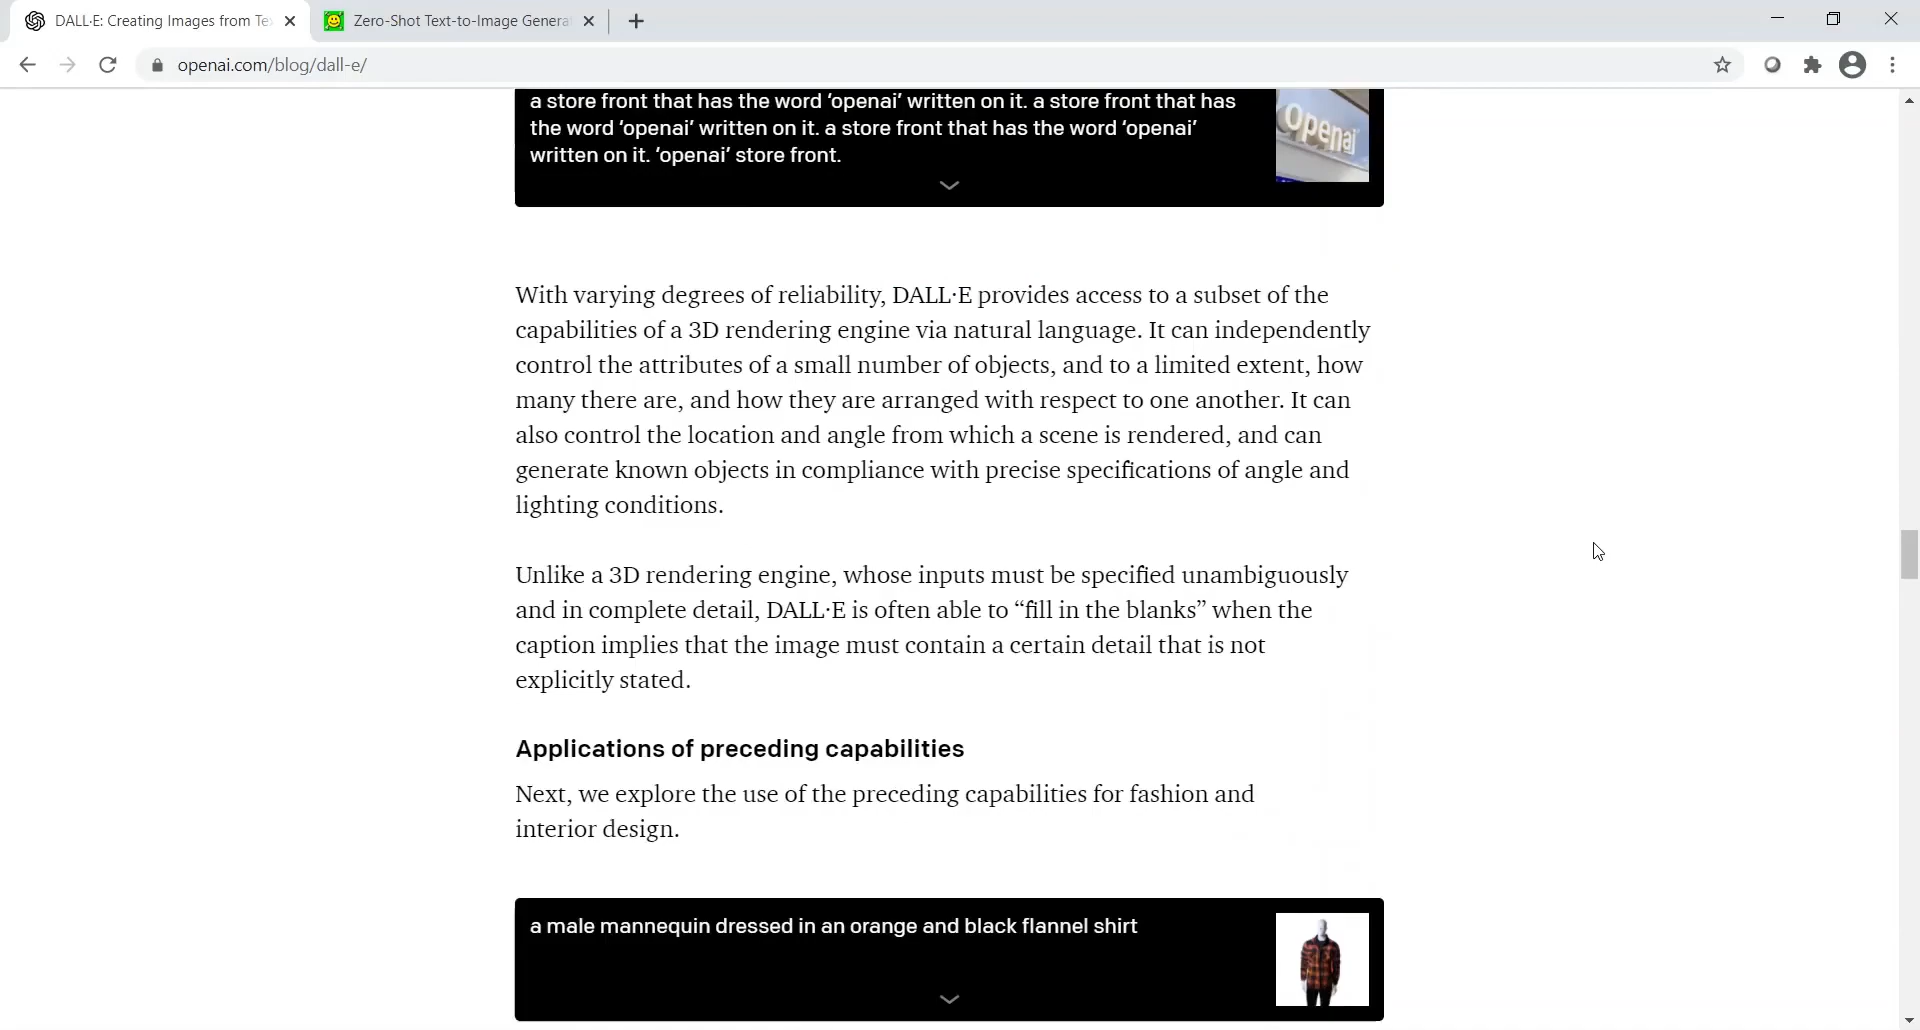 DALL·E: Creating Images from Te
Zero-Shot Text-to-Image Genera
openai.com/blog/dall-e/
a store front that has the word ‘openai’ written on it. a store front that has
the word ‘openai’ written on it. a store front that has the word ‘openai’
written on it. ‘openai’ store front.
Openai
With varying degrees of reliability, DALL·E provides access to a subset of the
capabilities of a 3D rendering engine via natural language. It can independently
control the attributes of a small number of objects, and to a limited extent, how
many there are, and how they are arranged with respect to one another. It can
also control the location and angle from which a scene is rendered, and can
generate known objects in compliance with precise specifications of angle and
lighting conditions.
Unlike a 3D rendering engine, whose inputs must be specified unambiguously
and in complete detail, DALL·E is often able to “fill in the blanks” when the
caption implies that the image must contain a certain detail that is not
explicitly stated.
Applications of preceding capabilities
Next, we explore the use of the preceding capabilities for fashion and
interior design.
a male mannequin dressed in an orange and black flannel shirt